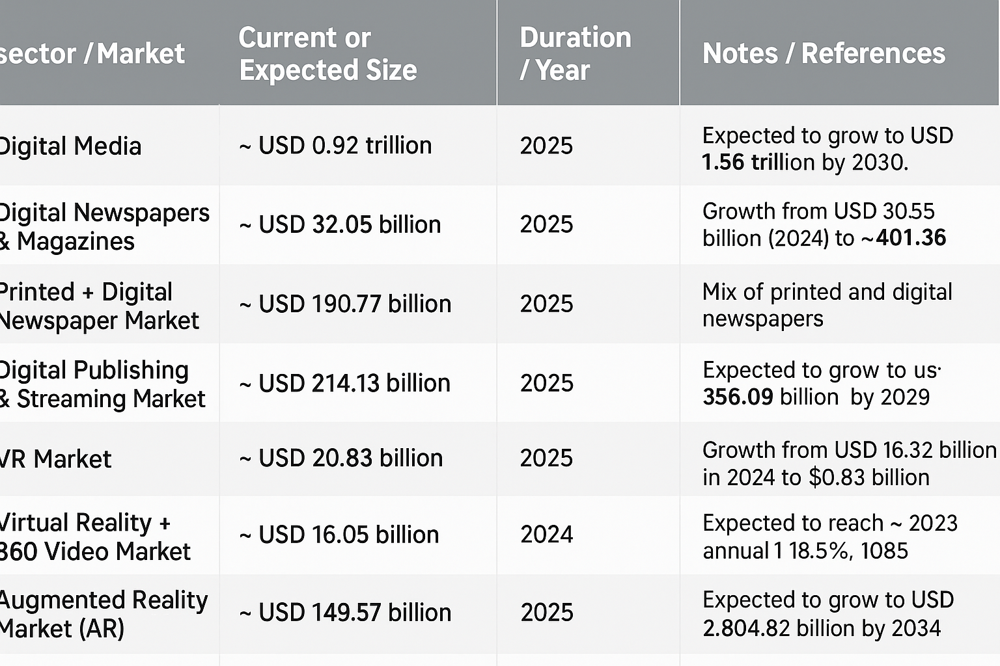 sector / Market
Current or
Expected Size
Duration
/ Year
Notes / References
Digital Media
~ USD 0.92 trillion
2025
Expected to grow to USD
1.56 trillion by 2030.
Digital Newspapers
& Magazines
~ USD 32.05 billion
2025
Growth from USD 30.55
billion (2024) to ~401.36
Printed + Digital
Newspaper Market
~ USD 190.77 billion
2025
Mix of printed and digital
newspapers
Digital Publishing
& Streaming Market
~ USD 214.13 billion
2025
Expected to grow to us·
356.09 billion by 2029
VR Market
~ USD 20.83 billion
2025
Growth from USD 16.32 billion
in 2024 to $0.83 billion
Virtual Reality +
360 Video Market
~ USD 16.05 billion
2024
Expected to reach ~ 2023
annual 1 18.5%, 1085
Augmented Reality
Market (AR)
~ USD 149.57 billion
2025
Expected to grow to USD
2.804.82 billion by 2034